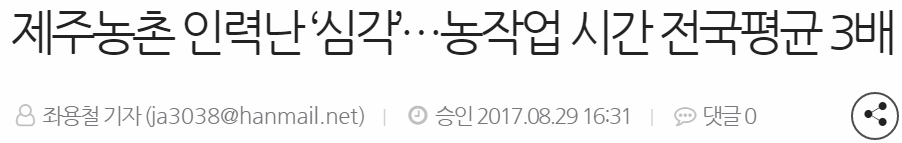 제주농촌 인력난 ‘심각’…농작업 시간 전국평균 3배
좌용철 기자 (ja3038@hanmail.net) | 승인 2017.08.29 16:31 | 댓글 0